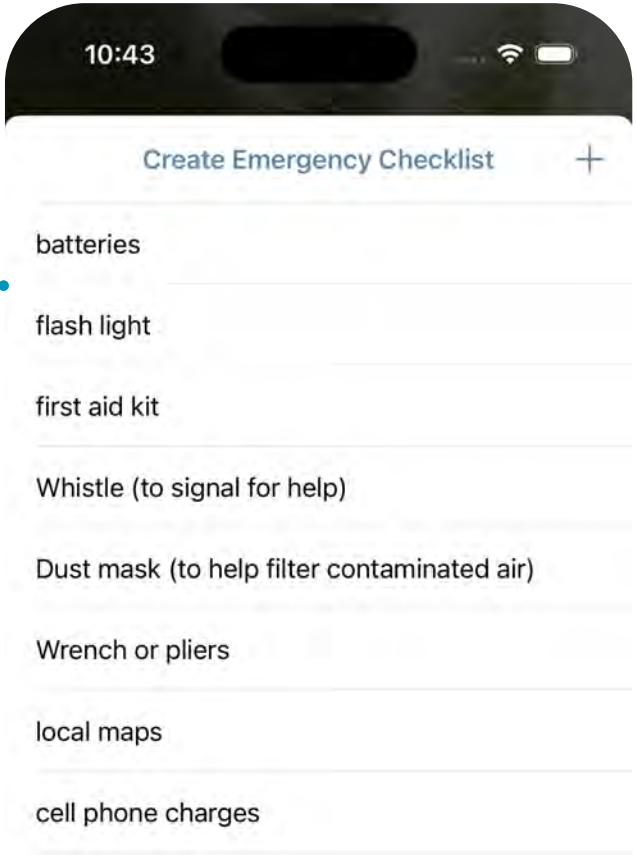 10:43
Create Emergency Checklist +
batteries
flash light
first aid kit
Whistle (to signal for help)
Dust mask (to help filter contaminated air)
Wrench or pliers
local maps
cell phone charges